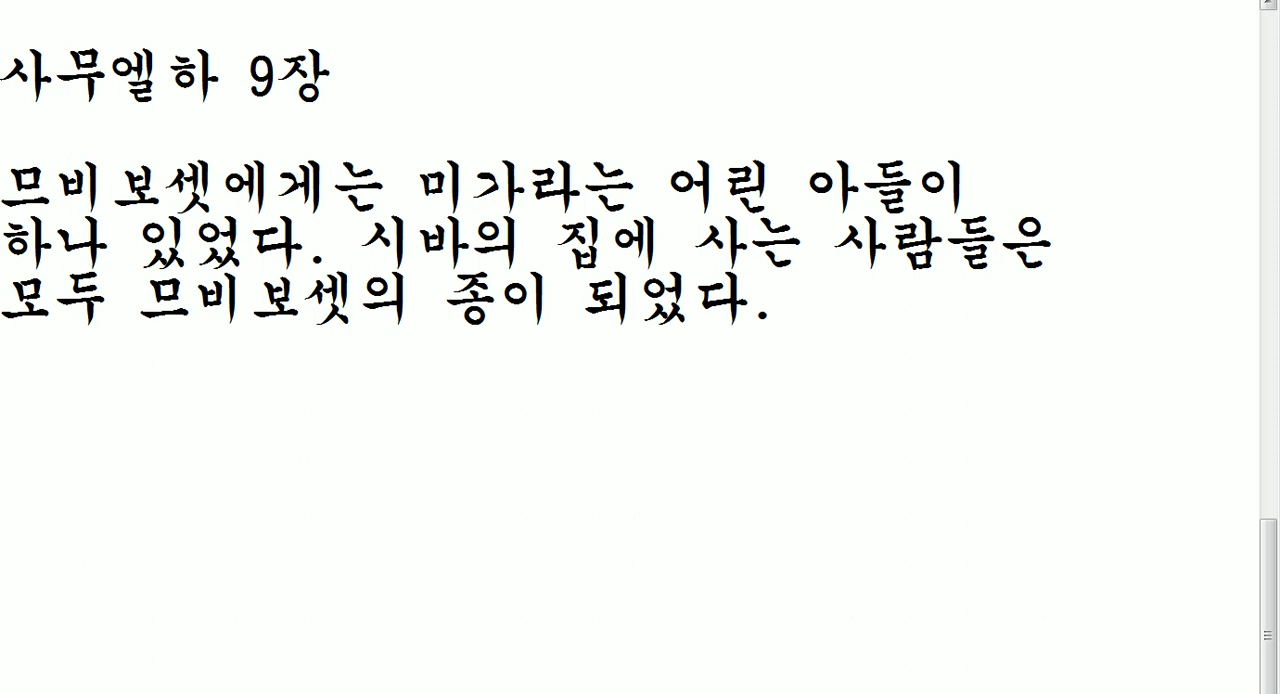 사무엘하 9장
므비보셋에게는 미가라는 어린 아들이
하나 있었다. 시바의 집에 사는 사람들은
모두 므비보셋의 종이 되었다.